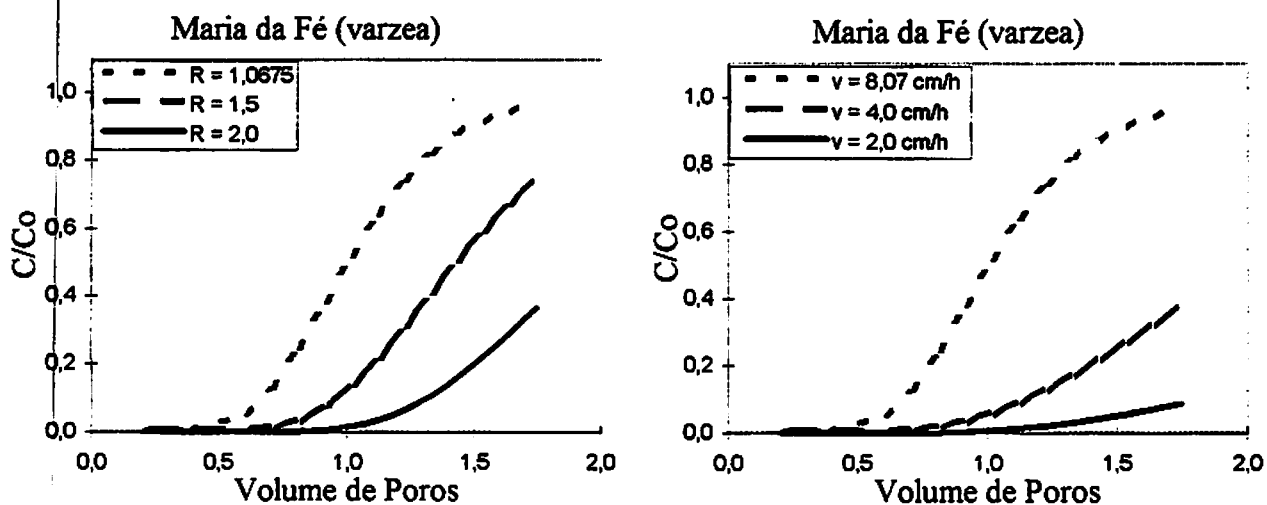 Maria da Fé (varzea)
R = 1,0675
R = 1,5
R = 2,0
1,0
0,8
0,6
0,4
0,2
0,0
C/Co
0,0 0,5 1,0 1,5 2,0
Volume de Poros
Maria da Fé (varzea)
v = 8,07 cm/h
v = 4,0 cm/h
v = 2,0 cm/h
1,0
0,8
0,6
0,4
0,2
0,0
C/Co
0,0 0,5 1,0 1,5 2,0
Volume de Poros